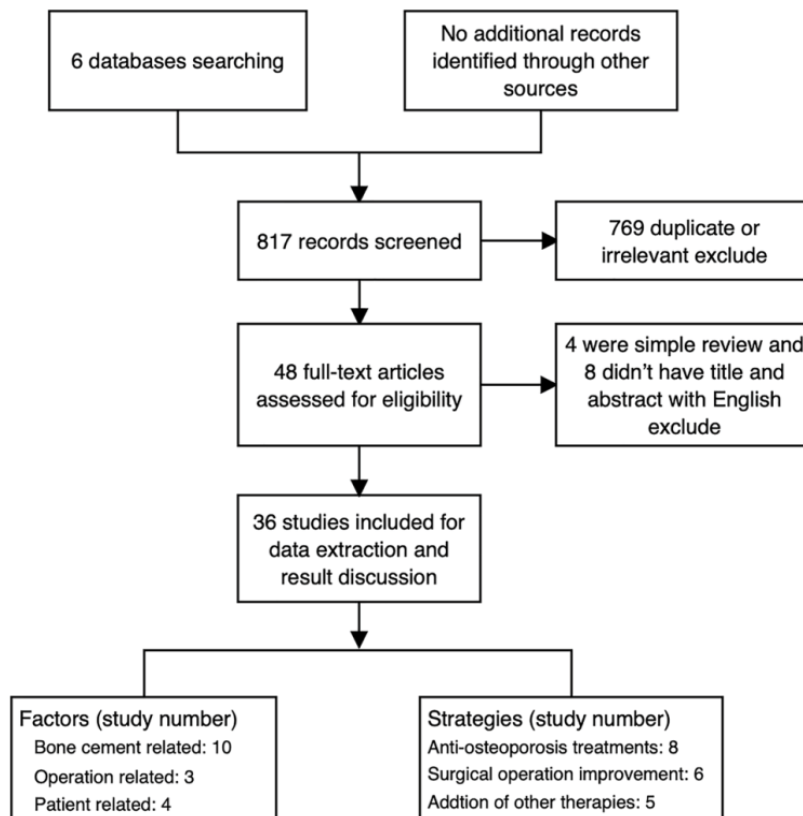 6 databases searching
No additional records
identified through other
sources
817 records screened
769 duplicate or
irrelevant exclude
48 full-text articles
assessed for eligibility
4 were simple review and
8 didn't have title and
abstract with English
exclude
36 studies included for
data extraction and
result discussion
Factors (study number)
Bone cement related: 10
Operation related: 3
Patient related: 4
Strategies (study number)
Anti-osteoporosis treatments: 8
Surgical operation improvement: 6
Addtion of other therapies: 5